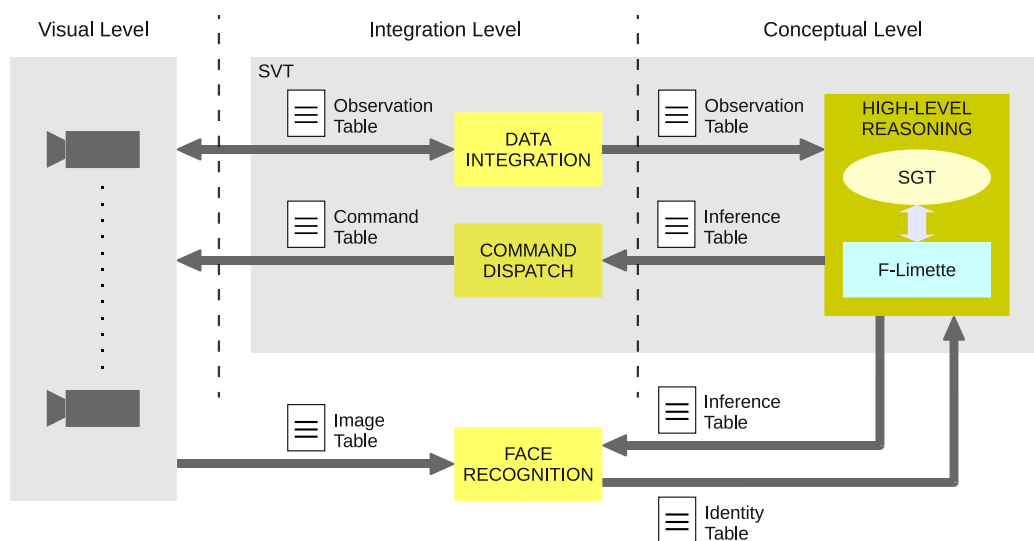 Visual Level
Integration Level
Conceptual Level
SVT
Observation
Table
DATA
INTEGRATION
Observation
Table
HIGH-LEVEL
REASONING
SGT
F-Limette
Command
Table
COMMAND
DISPATCH
Inference
Table
Image
Table
FACE
RECOGNITION
Inference
Table
Identity
Table